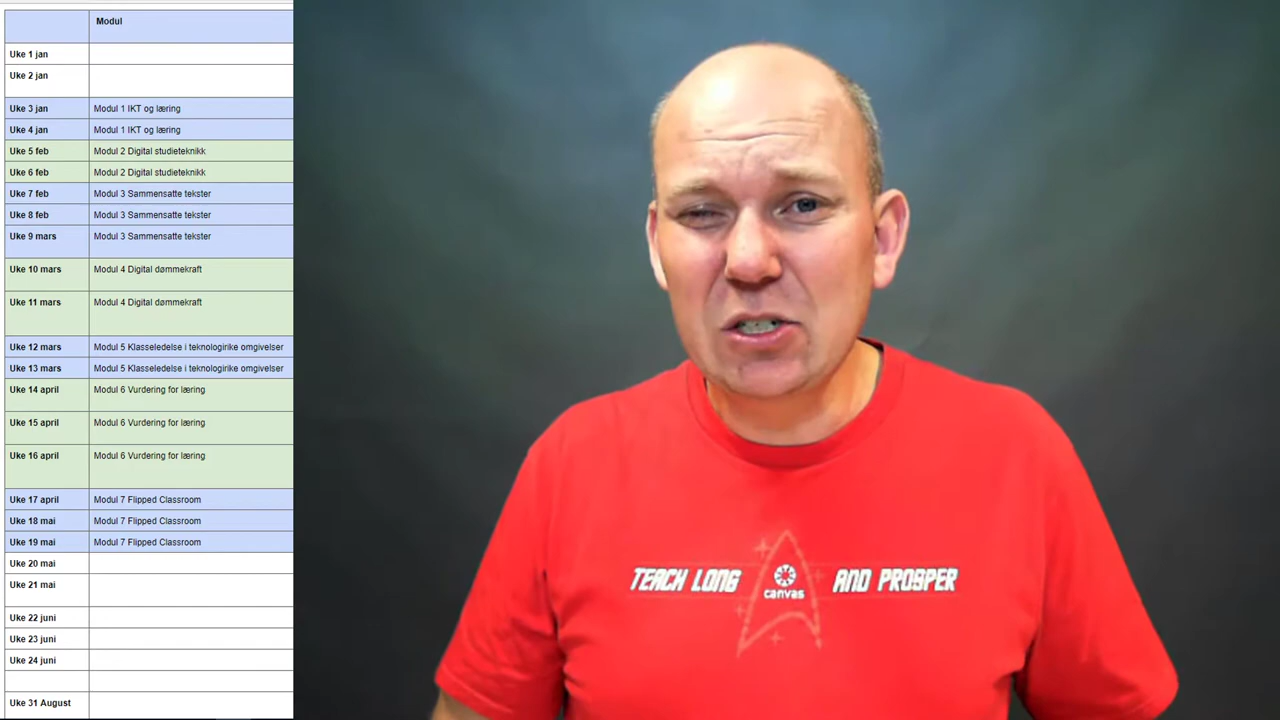 Modul
Uke 1 jan
Uke 2 jan
Uke 3 jan Modul 1 IKT og læring
Uke 4 jan Modul 1 IKT og læring
Uke 5 feb Modul 2 Digital studieteknikk
Uke 6 feb Modul 2 Digital studieteknikk
Uke 7 feb Modul 3 Sammensatte tekster
Uke 8 feb Modul 3 Sammensatte tekster
Uke 9 mars Modul 3 Sammensatte tekster
Uke 10 mars Modul 4 Digital dømmekraft
Uke 11 mars Modul 4 Digital dømmekraft
Uke 12 mars Modul 5 Klasseledelse i teknologirike omgivelser
Uke 13 mars Modul 5 Klasseledelse i teknologirike omgivelser
Uke 14 april Modul 6 Vurdering for læring
Uke 15 april Modul 6 Vurdering for læring
Uke 16 april Modul 6 Vurdering for læring
Uke 17 april Modul 7 Flipped Classroom
Uke 18 mai Modul 7 Flipped Classroom
Uke 19 mai Modul 7 Flipped Classroom
Uke 20 mai
Uke 21 mai
Uke 22 juni
Uke 23 juni
Uke 24 juni
Uke 31 August
TEACH LONG AND PROSPER
canvas